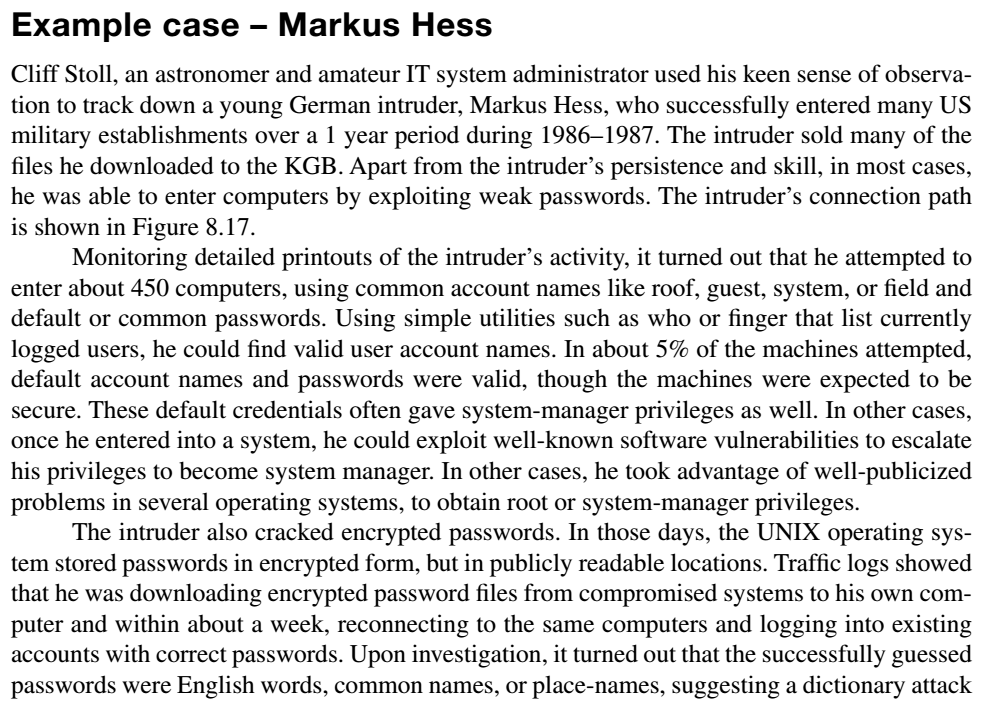 Example case – Markus Hess
Cliff Stoll, an astronomer and amateur IT system administrator used his keen sense of observa-
tion to track down a young German intruder, Markus Hess, who successfully entered many US
military establishments over a 1 year period during 1986–1987. The intruder sold many of the
files he downloaded to the KGB. Apart from the intruder's persistence and skill, in most cases,
he was able to enter computers by exploiting weak passwords. The intruder's connection path
is shown in Figure 8.17.
Monitoring detailed printouts of the intruder's activity, it turned out that he attempted to
enter about 450 computers, using common account names like roof, guest, system, or field and
default or common passwords. Using simple utilities such as who or finger that list currently
logged users, he could find valid user account names. In about 5% of the machines attempted,
default account names and passwords were valid, though the machines were expected to be
secure. These default credentials often gave system-manager privileges as well. In other cases,
once he entered into a system, he could exploit well-known software vulnerabilities to escalate
his privileges to become system manager. In other cases, he took advantage of well-publicized
problems in several operating systems, to obtain root or system-manager privileges.
The intruder also cracked encrypted passwords. In those days, the UNIX operating sys-
tem stored passwords in encrypted form, but in publicly readable locations. Traffic logs showed
that he was downloading encrypted password files from compromised systems to his own com-
puter and within about a week, reconnecting to the same computers and logging into existing
accounts with correct passwords. Upon investigation, it turned out that the successfully guessed
passwords were English words, common names, or place-names, suggesting a dictionary attack